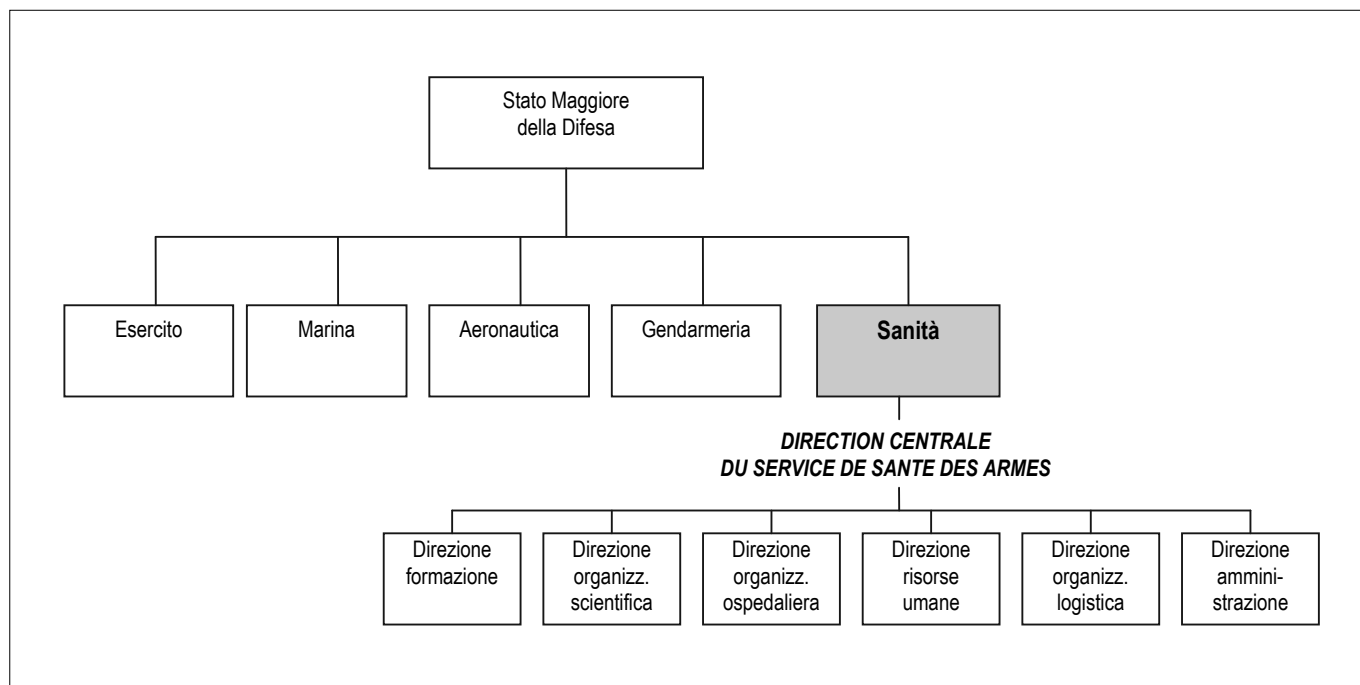 Stato Maggiore
della Difesa
Esercito
Marina
Aeronautica
Gendarmeria
Sanità
DIRECTION CENTRALE
DU SERVICE DE SANTE DES ARMES
Direzione
formazione
Direzione
organizz.
scientifica
Direzione
organizz.
ospedaliera
Direzione
risorse
umane
Direzione
organizz.
logistica
Direzione
ammini-
strazione